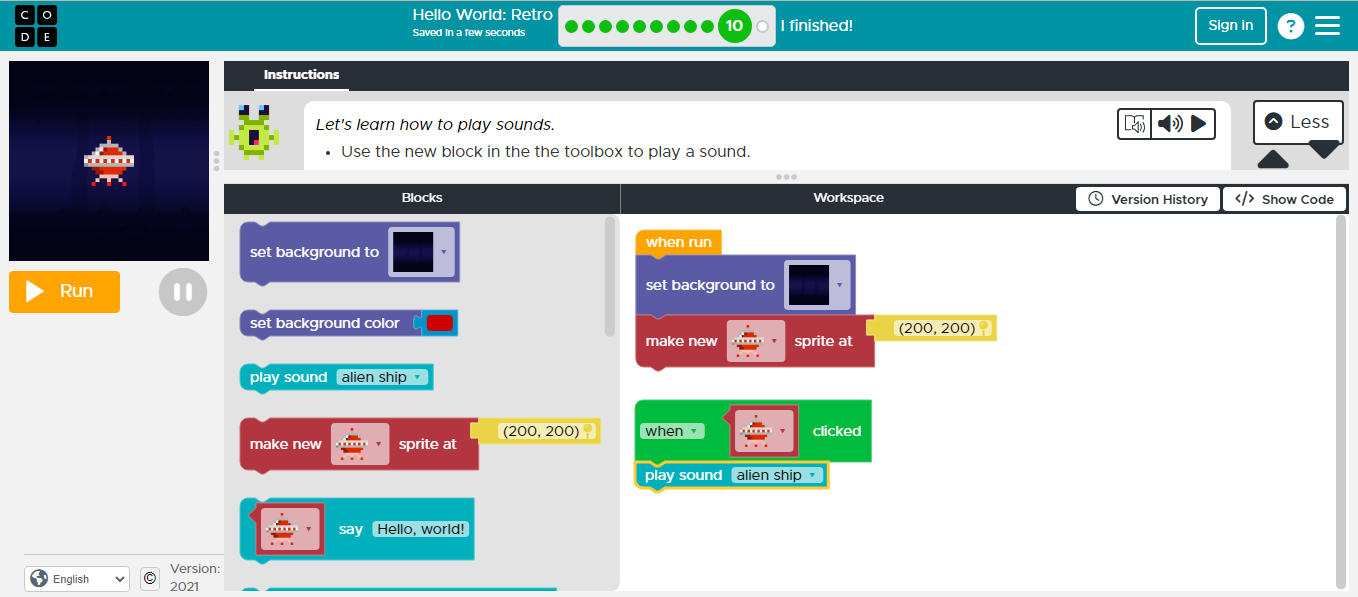 C O
D E
Hello World: Retro
Saved in a few seconds
10
I finished!
Sign in
?
Instructions
Let's learn how to play sounds.
Use the new block in the the toolbox to play a sound.
Less
Blocks
Workspace
Version History
</> Show Code
Run
set background to
set background color
play sound alien ship
make new sprite at (200, 200)
say Hello, world!
when run
set background to
make new sprite at (200, 200)
when clicked
play sound alien ship
English
©
Version:
2021